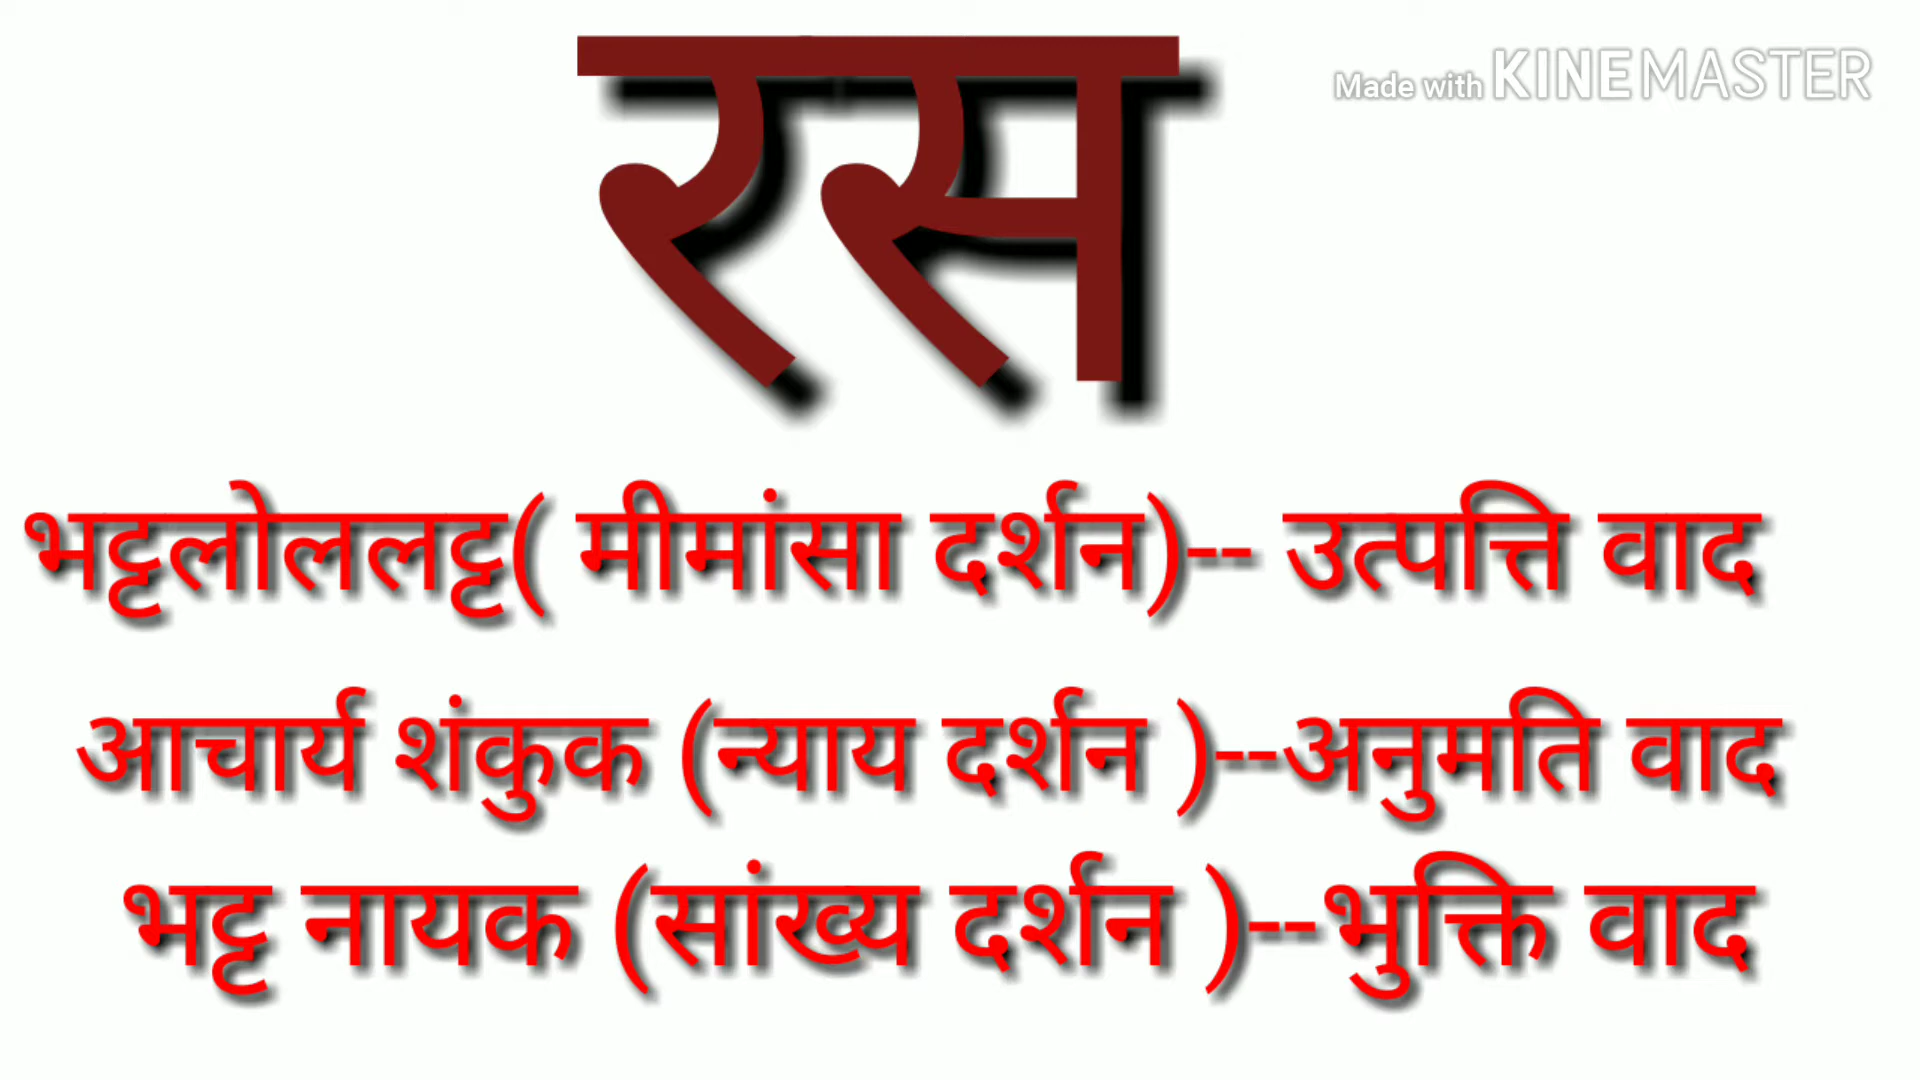 रस
Made with KINEMASTER
भट्टलोललट्ट( मीमांसा दर्शन)-- उत्पत्ति वाद
आचार्य शंकुक (न्याय दर्शन )--अनुमति वाद
भट्ट नायक (सांख्य दर्शन )--भुक्ति वाद